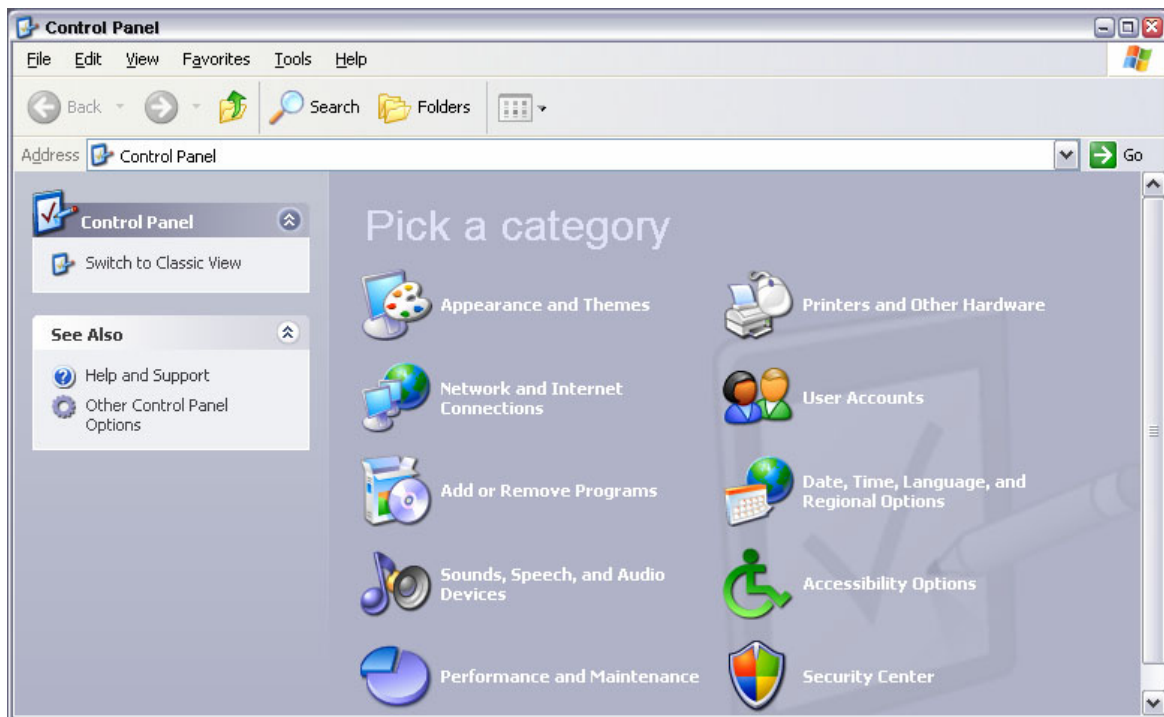 Control Panel
File Edit View Favorites Tools Help
Back Search Folders
Address Control Panel Go
Control Panel
Switch to Classic View
See Also
Help and Support
Other Control Panel
Options
Pick a category
Appearance and Themes
Printers and Other Hardware
Network and Internet
Connections
User Accounts
Add or Remove Programs
Date, Time, Language, and
Regional Options
Sounds, Speech, and Audio
Devices
Accessibility Options
Performance and Maintenance
Security Center